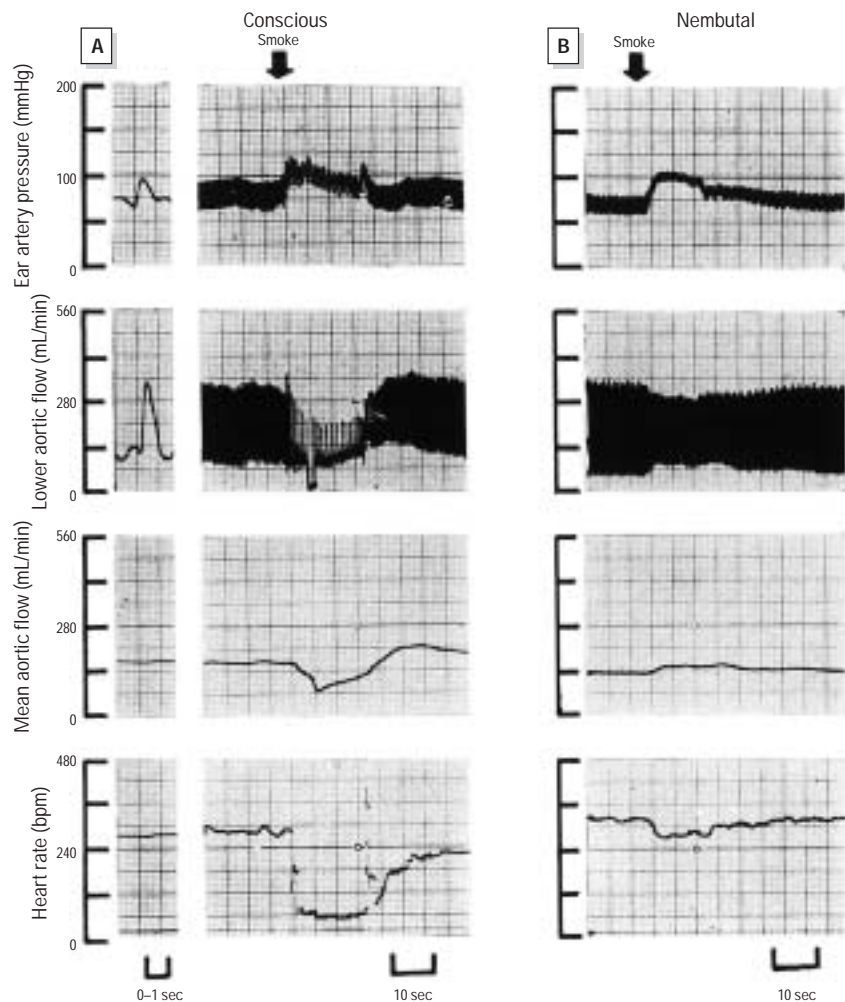 Conscious
Nembutal
A
Smoke
B
Smoke
Ear artery pressure (mmHg)
200
100
0
Lower aortic flow (mL/min)
560
280
0
Mean aortic flow (mL/min)
560
280
0
Heart rate (bpm)
480
240
0
0–1 sec
10 sec
10 sec